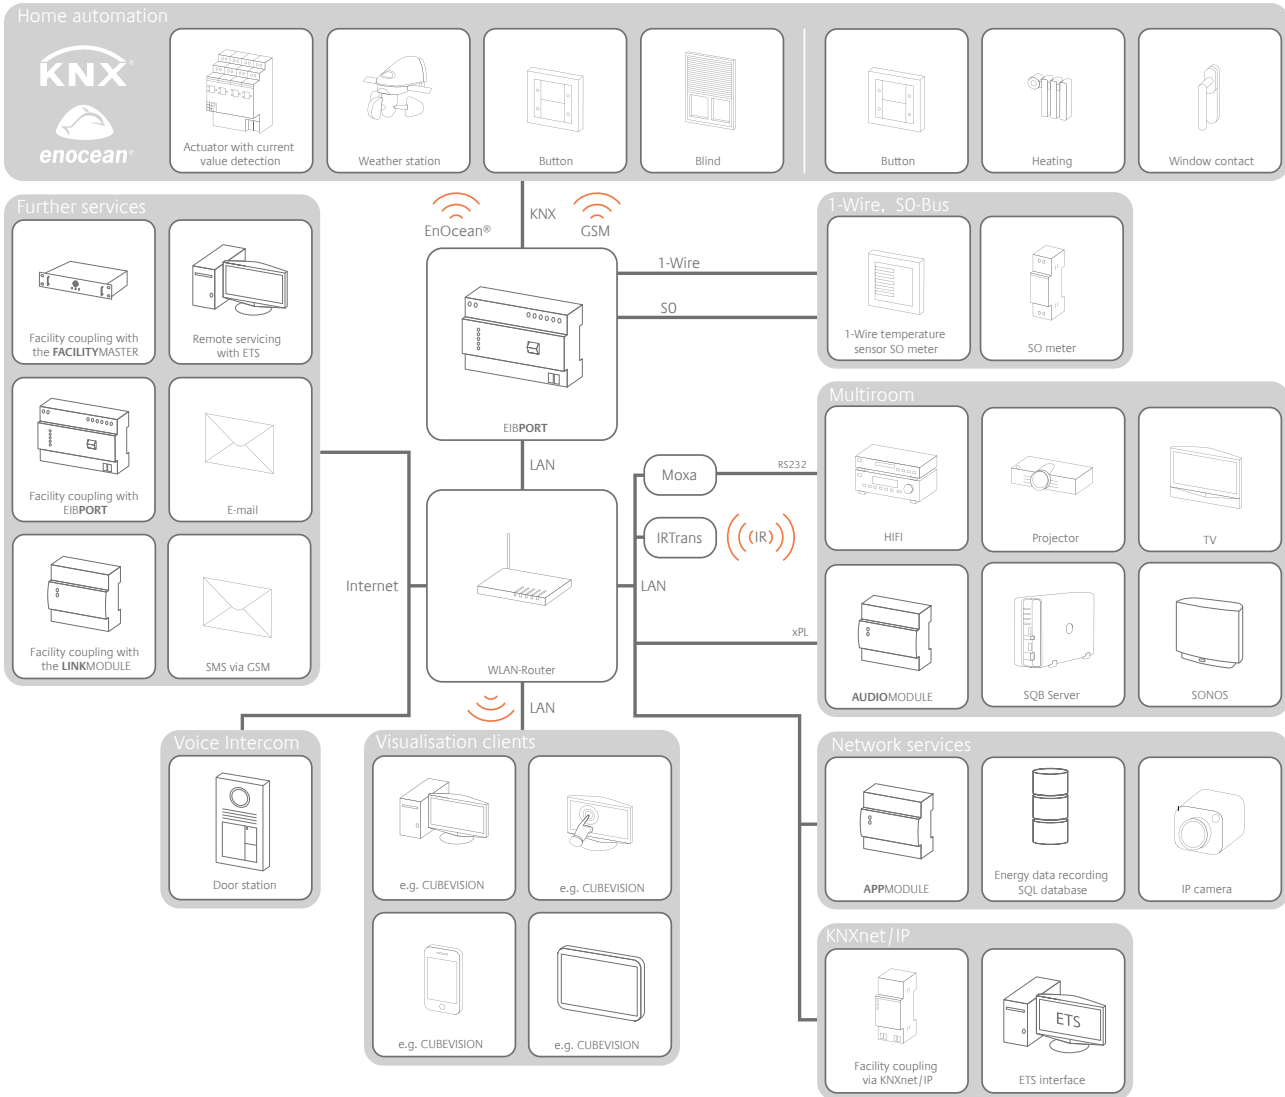 Home automation
KNX®
enocean®
Actuator with current
value detection
Weather station
Button
Blind
Button
Heating
Window contact
EnOcean®
KNX
GSM
Further services
Facility coupling with
the FACILITYMASTER
Remote servicing
with ETS
Facility coupling with
EIBPORT
E-mail
Facility coupling with
the LINKMODULE
SMS via GSM
EIBPORT
1-Wire
SO
1-Wire, SO-Bus
1-Wire temperature
sensor SO meter
SO meter
LAN
Internet
WLAN-Router
Moxa
RS232
IRTrans
(IR)
LAN
xPL
LAN
Multiroom
HIFI
Projector
TV
AUDIOMODULE
SQB Server
SONOS
Voice Intercom
Door station
Visualisation clients
e.g. CUBEVISION
e.g. CUBEVISION
e.g. CUBEVISION
e.g. CUBEVISION
Network services
APPMODULE
Energy data recording
SQL database
IP camera
KNXnet/IP
Facility coupling
via KNXnet/IP
ETS
ETS interface